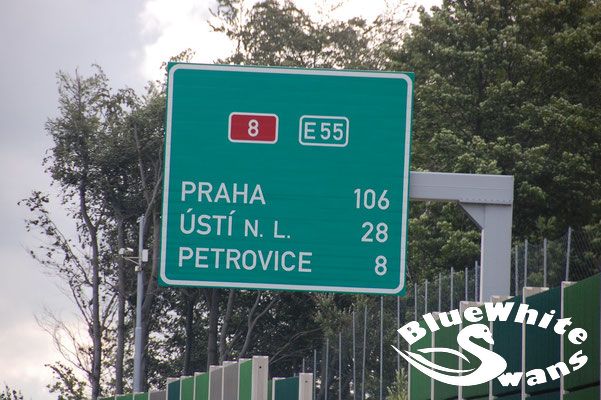 8 E55
PRAHA 106
ÚSTÍ N. L. 28
PETROVICE 8
BlueWhite Swans